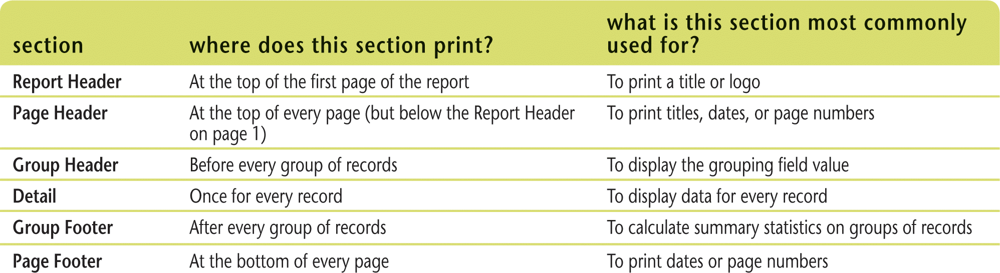 section where does this section print? what is this section most commonly
used for?
Report Header At the top of the first page of the report To print a title or logo
Page Header At the top of every page (but below the Report Header To print titles, dates, or page numbers
on page 1)
Group Header Before every group of records To display the grouping field value
Detail Once for every record To display data for every record
Group Footer After every group of records To calculate summary statistics on groups of records
Page Footer At the bottom of every page To print dates or page numbers